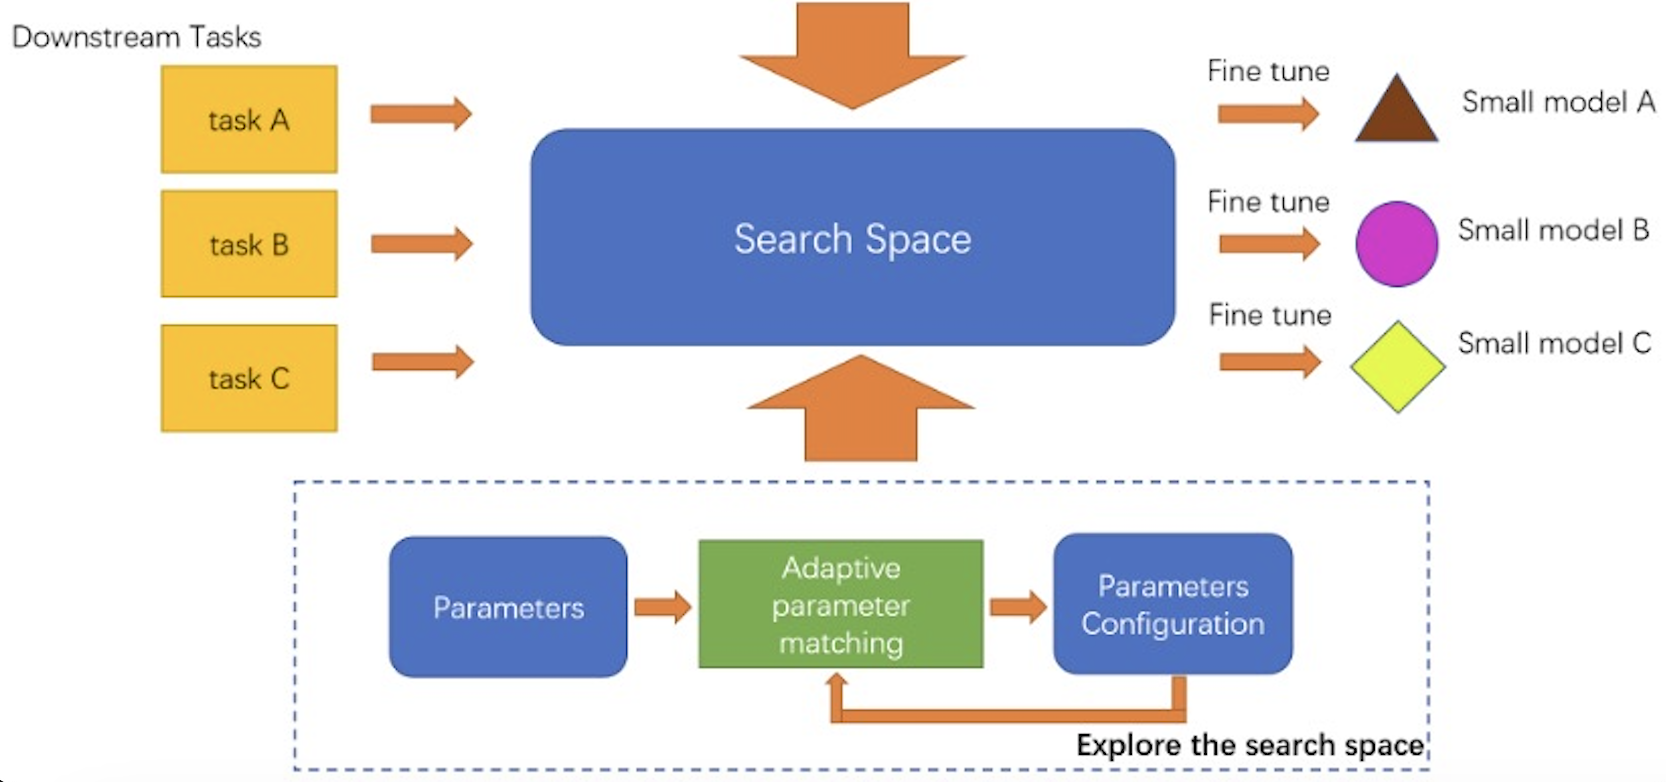 Downstream Tasks
task A
task B
task C
Search Space
Fine tune
Small model A
Fine tune
Small model B
Fine tune
Small model C
Parameters
Adaptive
parameter
matching
Parameters
Configuration
Explore the search space